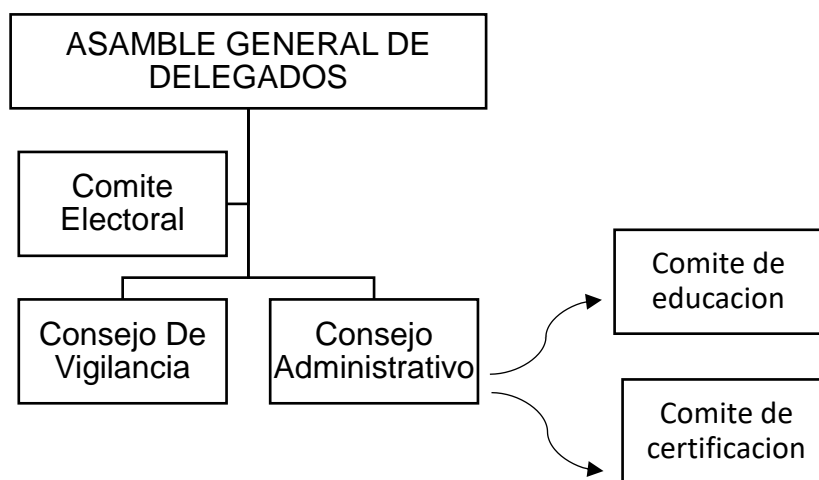 ASAMBLE GENERAL DE
DELEGADOS
Comite
Electoral
Consejo De
Vigilancia
Consejo
Administrativo
Comite de
educacion
Comite de
certificacion